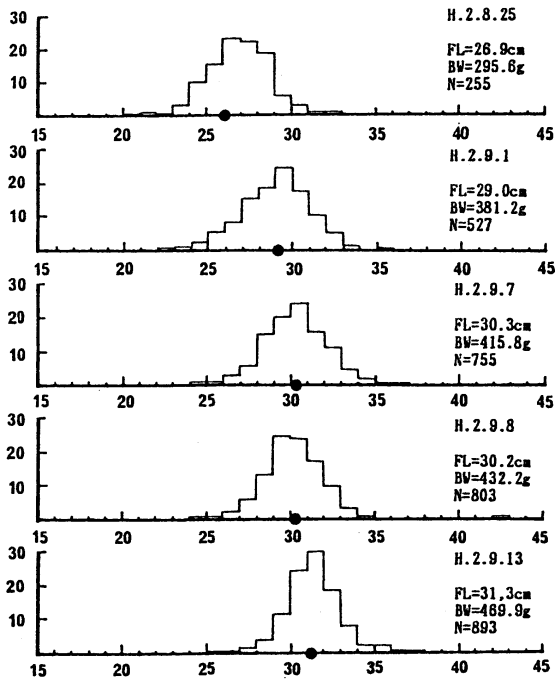 30
20
10
H.2.8.25
FL=26.9cm
BW=295.6g
N=255
15 20 25 30 35 40 45
30
20
10
H.2.9.1
FL=29.0cm
BW=381.2g
N=527
15 20 25 30 35 40 45
30
20
10
H.2.9.7
FL=30.3cm
BW=415.8g
N=755
15 20 25 30 35 40 45
30
20
10
H.2.9.8
FL=30.2cm
BW=432.2g
N=803
15 20 25 30 35 40 45
30
20
10
H.2.9.13
FL=31,3cm
BW=469.9g
N=893
15 20 25 30 35 40 45